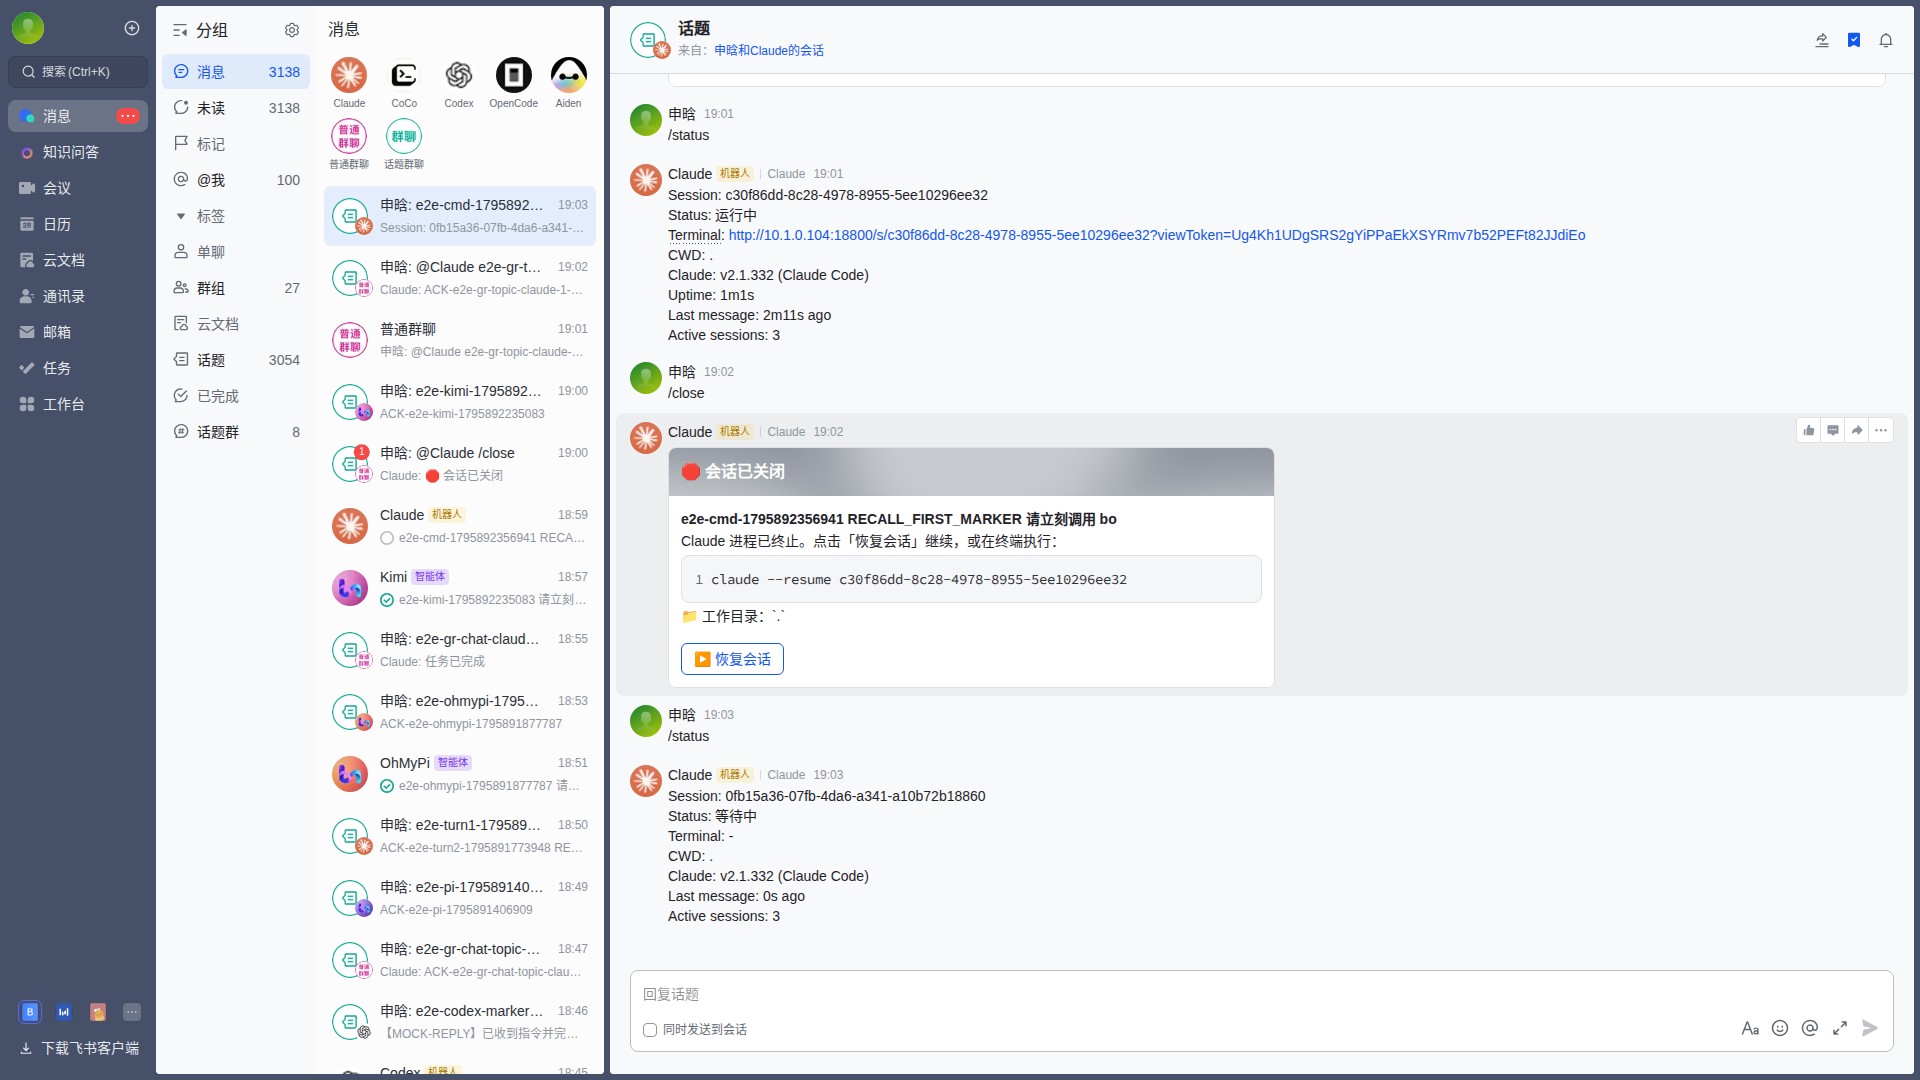 搜索 (Ctrl+K)
消息
知识问答
会议
日历
云文档
通讯录
邮箱
任务
工作台
下载飞书客户端
分组
消息 3138
未读 3138
标记
@我 100
标签
单聊
群组 27
云文档
话题 3054
已完成
话题群 8
消息
Claude CoCo Codex OpenCode Aiden
普通群聊
群聊
普通群聊 话题群聊
申晗: e2e-cmd-1795892… 19:03
Session: 0fb15a36-07fb-4da6-a341-…
申晗: @Claude e2e-gr-t… 19:02
Claude: ACK-e2e-gr-topic-claude-1-…
普通群聊 19:01
申晗: @Claude e2e-gr-topic-claude-…
申晗: e2e-kimi-1795892… 19:00
ACK-e2e-kimi-1795892235083
1
申晗: @Claude /close 19:00
Claude: 会话已关闭
Claude 机器人 18:59
e2e-cmd-1795892356941 RECA…
Kimi 智能体 18:57
e2e-kimi-1795892235083 请立刻…
申晗: e2e-gr-chat-claud… 18:55
Claude: 任务已完成
申晗: e2e-ohmypi-1795… 18:53
ACK-e2e-ohmypi-1795891877787
OhMyPi 智能体 18:51
e2e-ohmypi-1795891877787 请…
申晗: e2e-turn1-179589… 18:50
ACK-e2e-turn2-1795891773948 RE…
申晗: e2e-pi-179589140… 18:49
ACK-e2e-pi-1795891406909
申晗: e2e-gr-chat-topic-… 18:47
Claude: ACK-e2e-gr-chat-topic-clau…
申晗: e2e-codex-marker… 18:46
【MOCK-REPLY】已收到指令并完…
Codex 机器人 18:45
话题
来自：申晗和Claude的会话
申晗 19:01
/status
Claude 机器人 | Claude 19:01
Session: c30f86dd-8c28-4978-8955-5ee10296ee32
Status: 运行中
Terminal: http://10.1.0.104:18800/s/c30f86dd-8c28-4978-8955-5ee10296ee32?viewToken=Ug4Kh1UDgSRS2gYiPPaEkXSYRmv7b52PEFt82JJdiEo
CWD: .
Claude: v2.1.332 (Claude Code)
Uptime: 1m1s
Last message: 2m11s ago
Active sessions: 3
申晗 19:02
/close
Claude 机器人 | Claude 19:02
会话已关闭
e2e-cmd-1795892356941 RECALL_FIRST_MARKER 请立刻调用 bo
Claude 进程已终止。点击「恢复会话」继续，或在终端执行：
1 claude --resume c30f86dd-8c28-4978-8955-5ee10296ee32
工作目录：`.`
恢复会话
申晗 19:03
/status
Claude 机器人 | Claude 19:03
Session: 0fb15a36-07fb-4da6-a341-a10b72b18860
Status: 等待中
Terminal: -
CWD: .
Claude: v2.1.332 (Claude Code)
Last message: 0s ago
Active sessions: 3
回复话题
同时发送到会话